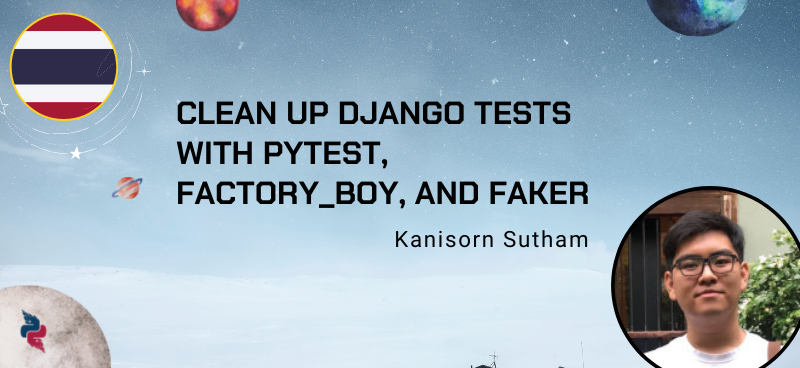 CLEAN UP DJANGO TESTS
WITH PYTEST,
FACTORY_BOY, AND FAKER
Kanisorn Sutham